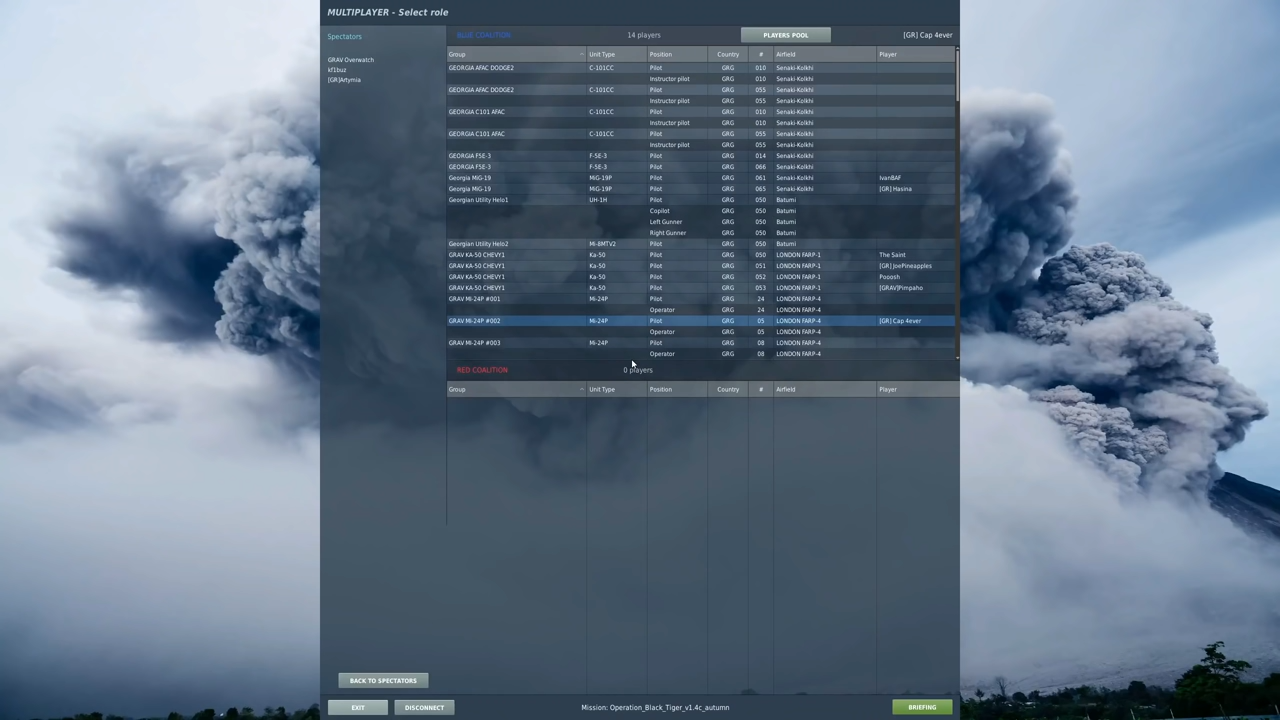 MULTIPLAYER - Select role
Spectators
GRAV Overwatch
kf1buz
[GR]Artymia
BLUE COALITION 14 players PLAYERS POOL [GR] Cap 4ever
Group Unit Type Position Country # Airfield Player
GEORGIA AFAC DODGE2 C-101CC Pilot GRG 010 Senaki-Kolkhi
Instructor pilot GRG 010 Senaki-Kolkhi
GEORGIA AFAC DODGE2 C-101CC Pilot GRG 055 Senaki-Kolkhi
Instructor pilot GRG 055 Senaki-Kolkhi
GEORGIA C101 AFAC C-101CC Pilot GRG 010 Senaki-Kolkhi
Instructor pilot GRG 010 Senaki-Kolkhi
GEORGIA C101 AFAC C-101CC Pilot GRG 055 Senaki-Kolkhi
Instructor pilot GRG 055 Senaki-Kolkhi
GEORGIA F5E-3 F-5E-3 Pilot GRG 014 Senaki-Kolkhi
GEORGIA F5E-3 F-5E-3 Pilot GRG 066 Senaki-Kolkhi
Georgia MiG-19 MiG-19P Pilot GRG 061 Senaki-Kolkhi IvanBAF
Georgia MiG-19 MiG-19P Pilot GRG 065 Senaki-Kolkhi [GR] Hasina
Georgian Utility Helo1 UH-1H Pilot GRG 050 Batumi
Copilot GRG 050 Batumi
Left Gunner GRG 050 Batumi
Right Gunner GRG 050 Batumi
Georgian Utility Helo2 Mi-8MTV2 Pilot GRG 050 Batumi
GRAV KA-50 CHEVY1 Ka-50 Pilot GRG 050 LONDON FARP-1 The Saint
GRAV KA-50 CHEVY1 Ka-50 Pilot GRG 051 LONDON FARP-1 [GR] JoePineapples
GRAV KA-50 CHEVY1 Ka-50 Pilot GRG 052 LONDON FARP-1 Pooosh
GRAV KA-50 CHEVY1 Ka-50 Pilot GRG 053 LONDON FARP-1 [GRAV]Pimpaho
GRAV MI-24P #001 Mi-24P Pilot GRG 24 LONDON FARP-4
Operator GRG 24 LONDON FARP-4
GRAV MI-24P #002 Mi-24P Pilot GRG 05 LONDON FARP-4 [GR] Cap 4ever
Operator GRG 05 LONDON FARP-4
GRAV MI-24P #003 Mi-24P Pilot GRG 08 LONDON FARP-4
Operator GRG 08 LONDON FARP-4
RED COALITION 0 players
Group Unit Type Position Country # Airfield Player
BACK TO SPECTATORS
EXIT DISCONNECT Mission: Operation_Black_Tiger_v1.4c_autumn BRIEFING